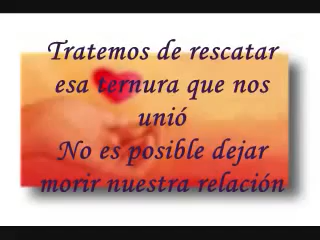 Tratemos de rescatar
esa ternura que nos
unió
No es posible dejar
morir nuestra relación